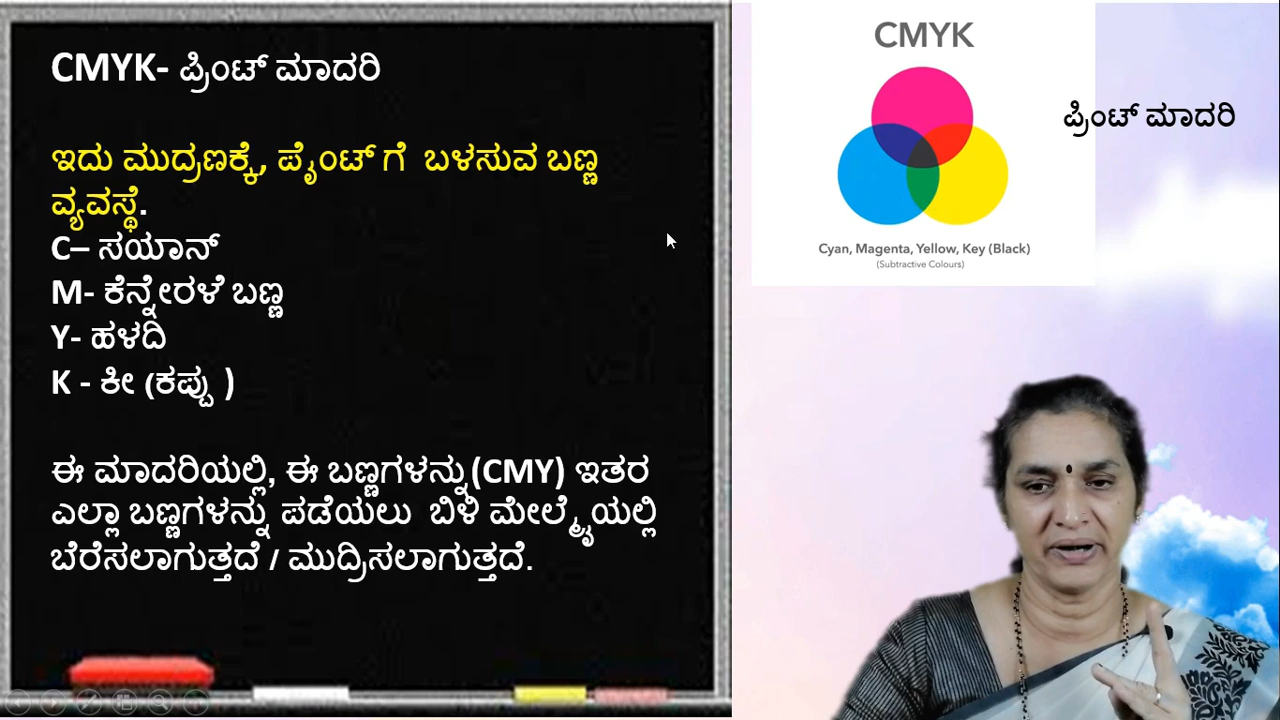 CMYK- ಪ್ರಿಂಟ್ ಮಾದರಿ
ಇದು ಮುದ್ರಣಕ್ಕೆ, ಪೈಂಟ್ ಗೆ ಬಳಸುವ ಬಣ್ಣ
ವ್ಯವಸ್ಥೆ.
C– ಸಯಾನ್
M- ಕೆನ್ನೇರಳೆ ಬಣ್ಣ
Y- ಹಳದಿ
K - ಕೀ (ಕಪ್ಪು )
ಈ ಮಾದರಿಯಲ್ಲಿ, ಈ ಬಣ್ಣಗಳನ್ನು(CMY) ಇತರ
ಎಲ್ಲಾ ಬಣ್ಣಗಳನ್ನು ಪಡೆಯಲು ಬಿಳಿ ಮೇಲ್ಮೈಯಲ್ಲಿ
ಬೆರೆಸಲಾಗುತ್ತದೆ / ಮುದ್ರಿಸಲಾಗುತ್ತದೆ.
CMYK
ಪ್ರಿಂಟ್ ಮಾದರಿ
Cyan, Magenta, Yellow, Key (Black)
(Subtractive Colours)